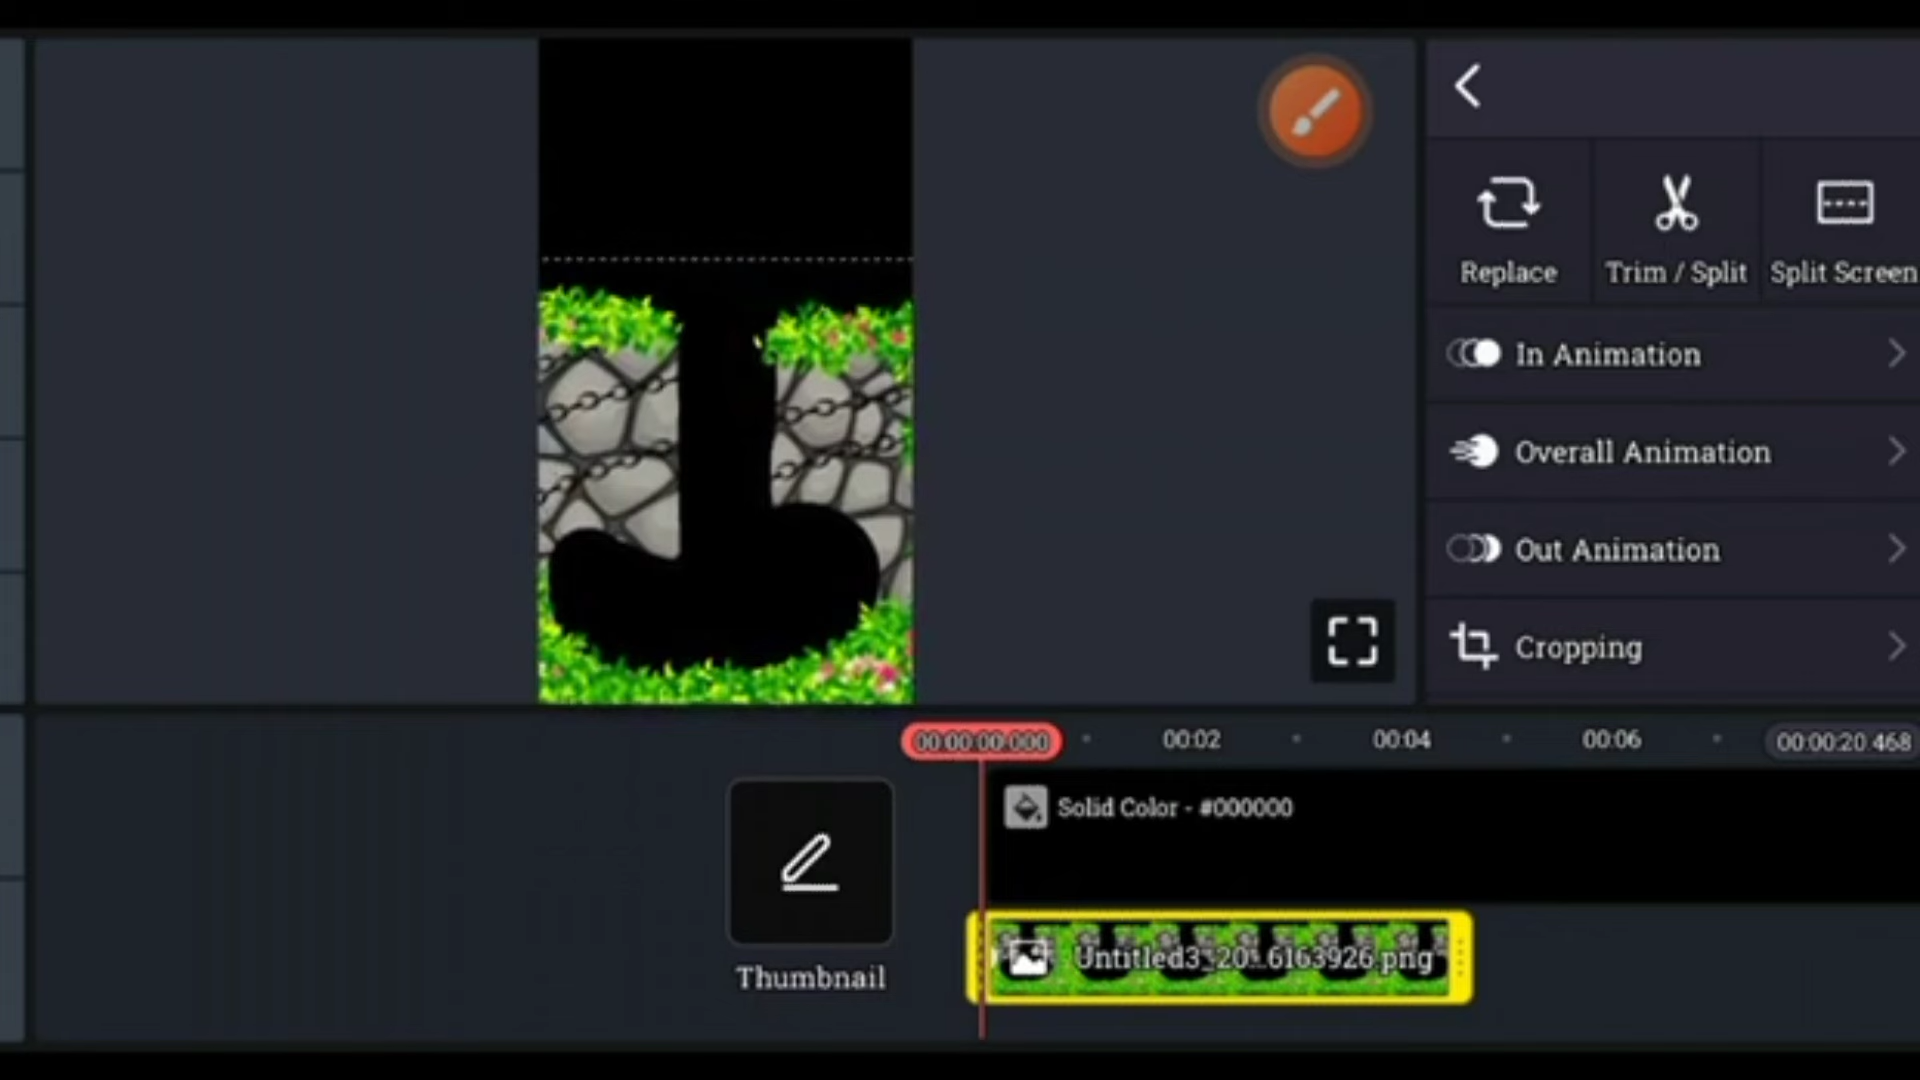 Replace
Trim / Split
Split Screen
In Animation
Overall Animation
Out Animation
Cropping
00:00:00.000
00:02
00:04
00:06
00:00:20.468
Solid Color - #000000
Thumbnail
Untitled3_20
6163926.png